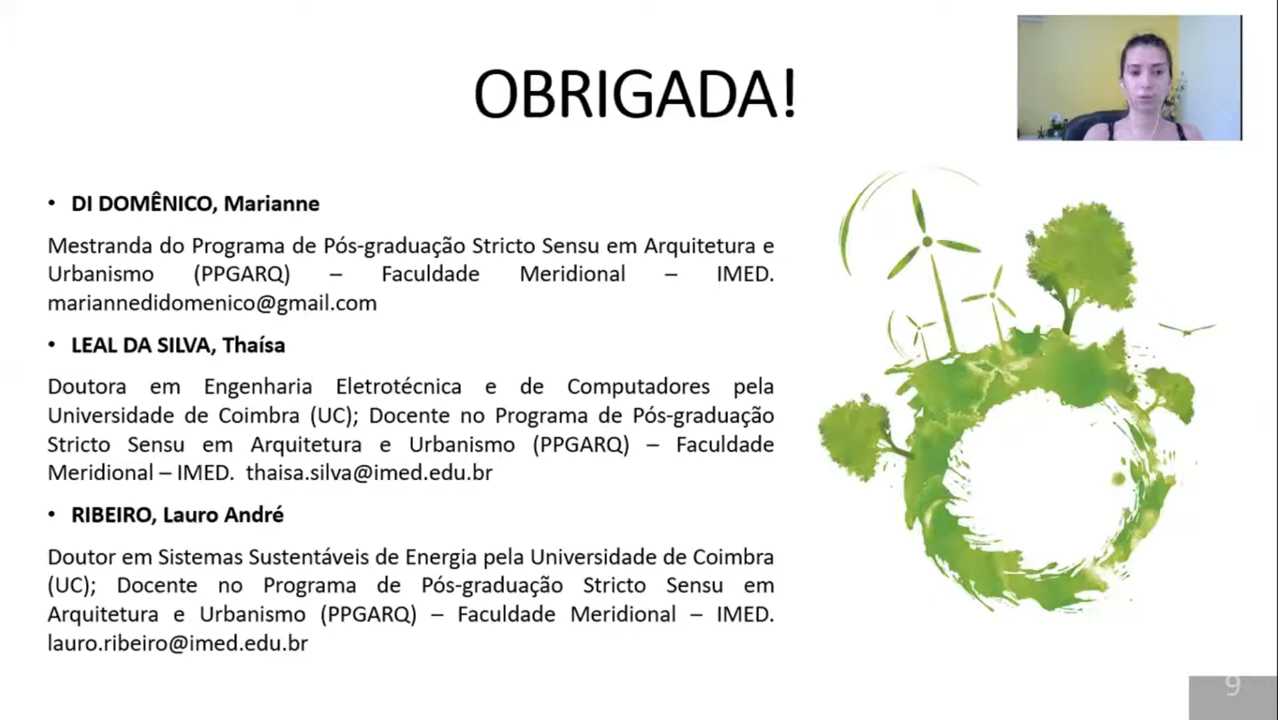 OBRIGADA!
• DI DOMÊNICO, Marianne
Mestranda do Programa de Pós-graduação Stricto Sensu em Arquitetura e
Urbanismo (PPGARQ) – Faculdade Meridional – IMED.
mariannedidomenico@gmail.com
• LEAL DA SILVA, Thaísa
Doutora em Engenharia Eletrotécnica e de Computadores pela
Universidade de Coimbra (UC); Docente no Programa de Pós-graduação
Stricto Sensu em Arquitetura e Urbanismo (PPGARQ) – Faculdade
Meridional – IMED. thaisa.silva@imed.edu.br
• RIBEIRO, Lauro André
Doutor em Sistemas Sustentáveis de Energia pela Universidade de Coimbra
(UC); Docente no Programa de Pós-graduação Stricto Sensu em
Arquitetura e Urbanismo (PPGARQ) – Faculdade Meridional – IMED.
lauro.ribeiro@imed.edu.br
9